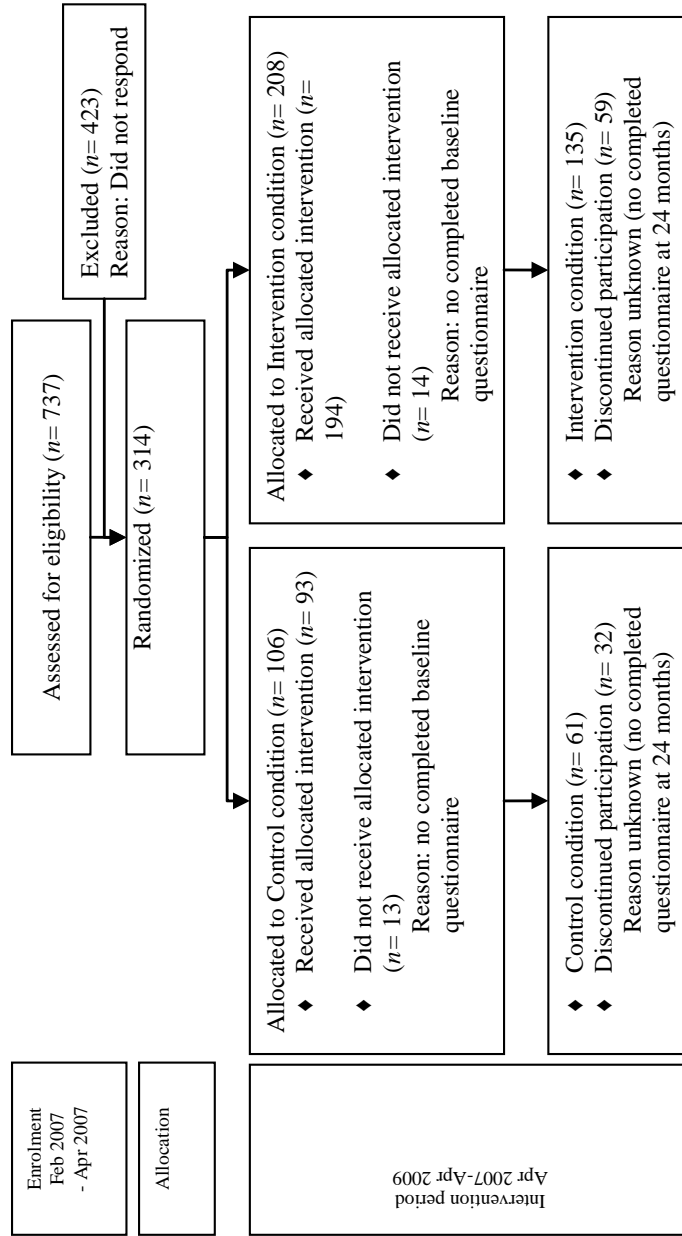 Enrolment
Feb 2007
- Apr 2007
Assessed for eligibility (n= 737)
Excluded (n= 423)
Reason: Did not respond
Allocation
Randomized (n= 314)
Intervention period
Apr 2007-Apr 2009
Allocated to Control condition (n= 106)
♦ Received allocated intervention (n= 93)
♦ Did not receive allocated intervention
(n= 13)
Reason: no completed baseline
questionnaire
Allocated to Intervention condition (n= 208)
♦ Received allocated intervention (n=
194)
♦ Did not receive allocated intervention
(n= 14)
Reason: no completed baseline
questionnaire
♦ Control condition (n= 61)
♦ Discontinued participation (n= 32)
Reason unknown (no completed
questionnaire at 24 months)
♦ Intervention condition (n= 135)
♦ Discontinued participation (n= 59)
Reason unknown (no completed
questionnaire at 24 months)